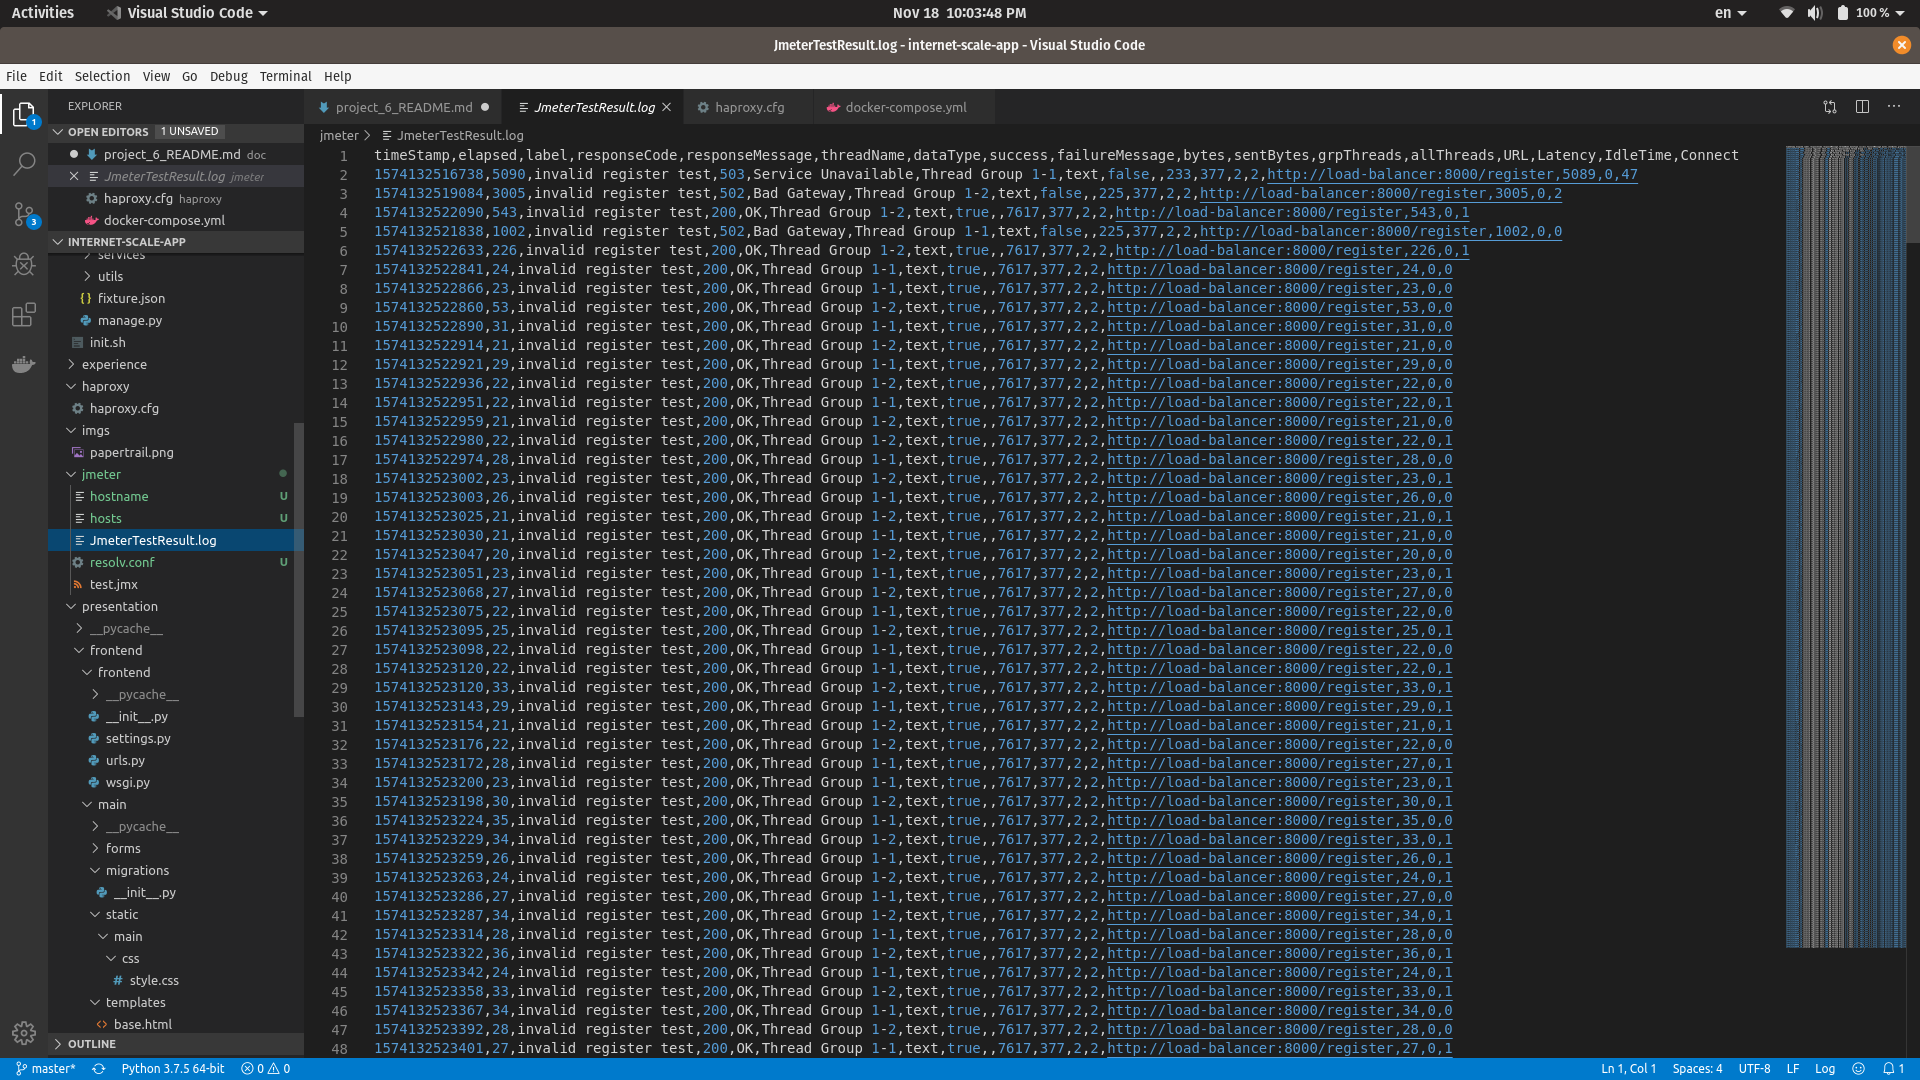 Activities
Visual Studio Code
Nov 18 10:03:48 PM
en
100 %
JmeterTestResult.log - internet-scale-app - Visual Studio Code
File Edit Selection View Go Debug Terminal Help
EXPLORER
OPEN EDITORS 1 UNSAVED
project_6_README.md doc
JmeterTestResult.log jmeter
haproxy.cfg haproxy
docker-compose.yml
INTERNET-SCALE-APP
services
utils
fixture.json
manage.py
init.sh
experience
haproxy
haproxy.cfg
imgs
papertrail.png
jmeter
hostname U
hosts U
JmeterTestResult.log
resolv.conf U
test.jmx
presentation
__pycache__
frontend
frontend
__pycache__
__init__.py
settings.py
urls.py
wsgi.py
main
__pycache__
forms
migrations
__init__.py
static
main
css
style.css
templates
base.html
OUTLINE
project_6_README.md
JmeterTestResult.log
haproxy.cfg
docker-compose.yml
jmeter > JmeterTestResult.log
1 timeStamp,elapsed,label,responseCode,responseMessage,threadName,dataType,success,failureMessage,bytes,sentBytes,grpThreads,allThreads,URL,Latency,IdleTime,Connect
2 1574132516738,5090,invalid register test,503,Service Unavailable,Thread Group 1-1,text,false,,233,377,2,2,http://load-balancer:8000/register,5089,0,47
3 1574132519084,3005,invalid register test,502,Bad Gateway,Thread Group 1-2,text,false,,225,377,2,2,http://load-balancer:8000/register,3005,0,2
4 1574132522090,543,invalid register test,200,OK,Thread Group 1-2,text,true,,7617,377,2,2,http://load-balancer:8000/register,543,0,1
5 1574132521838,1002,invalid register test,502,Bad Gateway,Thread Group 1-1,text,false,,225,377,2,2,http://load-balancer:8000/register,1002,0,0
6 1574132522633,226,invalid register test,200,OK,Thread Group 1-2,text,true,,7617,377,2,2,http://load-balancer:8000/register,226,0,1
7 1574132522841,24,invalid register test,200,OK,Thread Group 1-1,text,true,,7617,377,2,2,http://load-balancer:8000/register,24,0,0
8 1574132522866,23,invalid register test,200,OK,Thread Group 1-1,text,true,,7617,377,2,2,http://load-balancer:8000/register,23,0,0
9 1574132522860,53,invalid register test,200,OK,Thread Group 1-2,text,true,,7617,377,2,2,http://load-balancer:8000/register,53,0,0
10 1574132522890,31,invalid register test,200,OK,Thread Group 1-1,text,true,,7617,377,2,2,http://load-balancer:8000/register,31,0,0
11 1574132522914,21,invalid register test,200,OK,Thread Group 1-2,text,true,,7617,377,2,2,http://load-balancer:8000/register,21,0,0
12 1574132522921,29,invalid register test,200,OK,Thread Group 1-1,text,true,,7617,377,2,2,http://load-balancer:8000/register,29,0,0
13 1574132522936,22,invalid register test,200,OK,Thread Group 1-2,text,true,,7617,377,2,2,http://load-balancer:8000/register,22,0,0
14 1574132522951,22,invalid register test,200,OK,Thread Group 1-1,text,true,,7617,377,2,2,http://load-balancer:8000/register,22,0,1
15 1574132522959,21,invalid register test,200,OK,Thread Group 1-2,text,true,,7617,377,2,2,http://load-balancer:8000/register,21,0,0
16 1574132522980,22,invalid register test,200,OK,Thread Group 1-2,text,true,,7617,377,2,2,http://load-balancer:8000/register,22,0,1
17 1574132522974,28,invalid register test,200,OK,Thread Group 1-1,text,true,,7617,377,2,2,http://load-balancer:8000/register,28,0,0
18 1574132523002,23,invalid register test,200,OK,Thread Group 1-2,text,true,,7617,377,2,2,http://load-balancer:8000/register,23,0,1
19 1574132523003,26,invalid register test,200,OK,Thread Group 1-1,text,true,,7617,377,2,2,http://load-balancer:8000/register,26,0,0
20 1574132523025,21,invalid register test,200,OK,Thread Group 1-2,text,true,,7617,377,2,2,http://load-balancer:8000/register,21,0,1
21 1574132523030,21,invalid register test,200,OK,Thread Group 1-1,text,true,,7617,377,2,2,http://load-balancer:8000/register,21,0,0
22 1574132523047,20,invalid register test,200,OK,Thread Group 1-2,text,true,,7617,377,2,2,http://load-balancer:8000/register,20,0,0
23 1574132523051,23,invalid register test,200,OK,Thread Group 1-1,text,true,,7617,377,2,2,http://load-balancer:8000/register,23,0,1
24 1574132523068,27,invalid register test,200,OK,Thread Group 1-2,text,true,,7617,377,2,2,http://load-balancer:8000/register,27,0,0
25 1574132523075,22,invalid register test,200,OK,Thread Group 1-1,text,true,,7617,377,2,2,http://load-balancer:8000/register,22,0,0
26 1574132523095,25,invalid register test,200,OK,Thread Group 1-2,text,true,,7617,377,2,2,http://load-balancer:8000/register,25,0,1
27 1574132523098,22,invalid register test,200,OK,Thread Group 1-1,text,true,,7617,377,2,2,http://load-balancer:8000/register,22,0,0
28 1574132523120,22,invalid register test,200,OK,Thread Group 1-1,text,true,,7617,377,2,2,http://load-balancer:8000/register,22,0,1
29 1574132523120,33,invalid register test,200,OK,Thread Group 1-2,text,true,,7617,377,2,2,http://load-balancer:8000/register,33,0,1
30 1574132523143,29,invalid register test,200,OK,Thread Group 1-1,text,true,,7617,377,2,2,http://load-balancer:8000/register,29,0,1
31 1574132523154,21,invalid register test,200,OK,Thread Group 1-2,text,true,,7617,377,2,2,http://load-balancer:8000/register,21,0,1
32 1574132523176,22,invalid register test,200,OK,Thread Group 1-2,text,true,,7617,377,2,2,http://load-balancer:8000/register,22,0,0
33 1574132523172,28,invalid register test,200,OK,Thread Group 1-1,text,true,,7617,377,2,2,http://load-balancer:8000/register,27,0,1
34 1574132523200,23,invalid register test,200,OK,Thread Group 1-1,text,true,,7617,377,2,2,http://load-balancer:8000/register,23,0,1
35 1574132523198,30,invalid register test,200,OK,Thread Group 1-2,text,true,,7617,377,2,2,http://load-balancer:8000/register,30,0,1
36 1574132523224,35,invalid register test,200,OK,Thread Group 1-1,text,true,,7617,377,2,2,http://load-balancer:8000/register,35,0,0
37 1574132523229,34,invalid register test,200,OK,Thread Group 1-2,text,true,,7617,377,2,2,http://load-balancer:8000/register,33,0,1
38 1574132523259,26,invalid register test,200,OK,Thread Group 1-1,text,true,,7617,377,2,2,http://load-balancer:8000/register,26,0,1
39 1574132523263,24,invalid register test,200,OK,Thread Group 1-2,text,true,,7617,377,2,2,http://load-balancer:8000/register,24,0,1
40 1574132523286,27,invalid register test,200,OK,Thread Group 1-1,text,true,,7617,377,2,2,http://load-balancer:8000/register,27,0,0
41 1574132523287,34,invalid register test,200,OK,Thread Group 1-2,text,true,,7617,377,2,2,http://load-balancer:8000/register,34,0,1
42 1574132523314,28,invalid register test,200,OK,Thread Group 1-1,text,true,,7617,377,2,2,http://load-balancer:8000/register,28,0,0
43 1574132523322,36,invalid register test,200,OK,Thread Group 1-2,text,true,,7617,377,2,2,http://load-balancer:8000/register,36,0,1
44 1574132523342,24,invalid register test,200,OK,Thread Group 1-1,text,true,,7617,377,2,2,http://load-balancer:8000/register,24,0,1
45 1574132523358,33,invalid register test,200,OK,Thread Group 1-2,text,true,,7617,377,2,2,http://load-balancer:8000/register,33,0,1
46 1574132523367,34,invalid register test,200,OK,Thread Group 1-1,text,true,,7617,377,2,2,http://load-balancer:8000/register,34,0,0
47 1574132523392,28,invalid register test,200,OK,Thread Group 1-2,text,true,,7617,377,2,2,http://load-balancer:8000/register,28,0,0
48 1574132523401,27,invalid register test,200,OK,Thread Group 1-1,text,true,,7617,377,2,2,http://load-balancer:8000/register,27,0,1
master*
Python 3.7.5 64-bit
0 0
Ln 1, Col 1
Spaces: 4
UTF-8
LF
Log
1